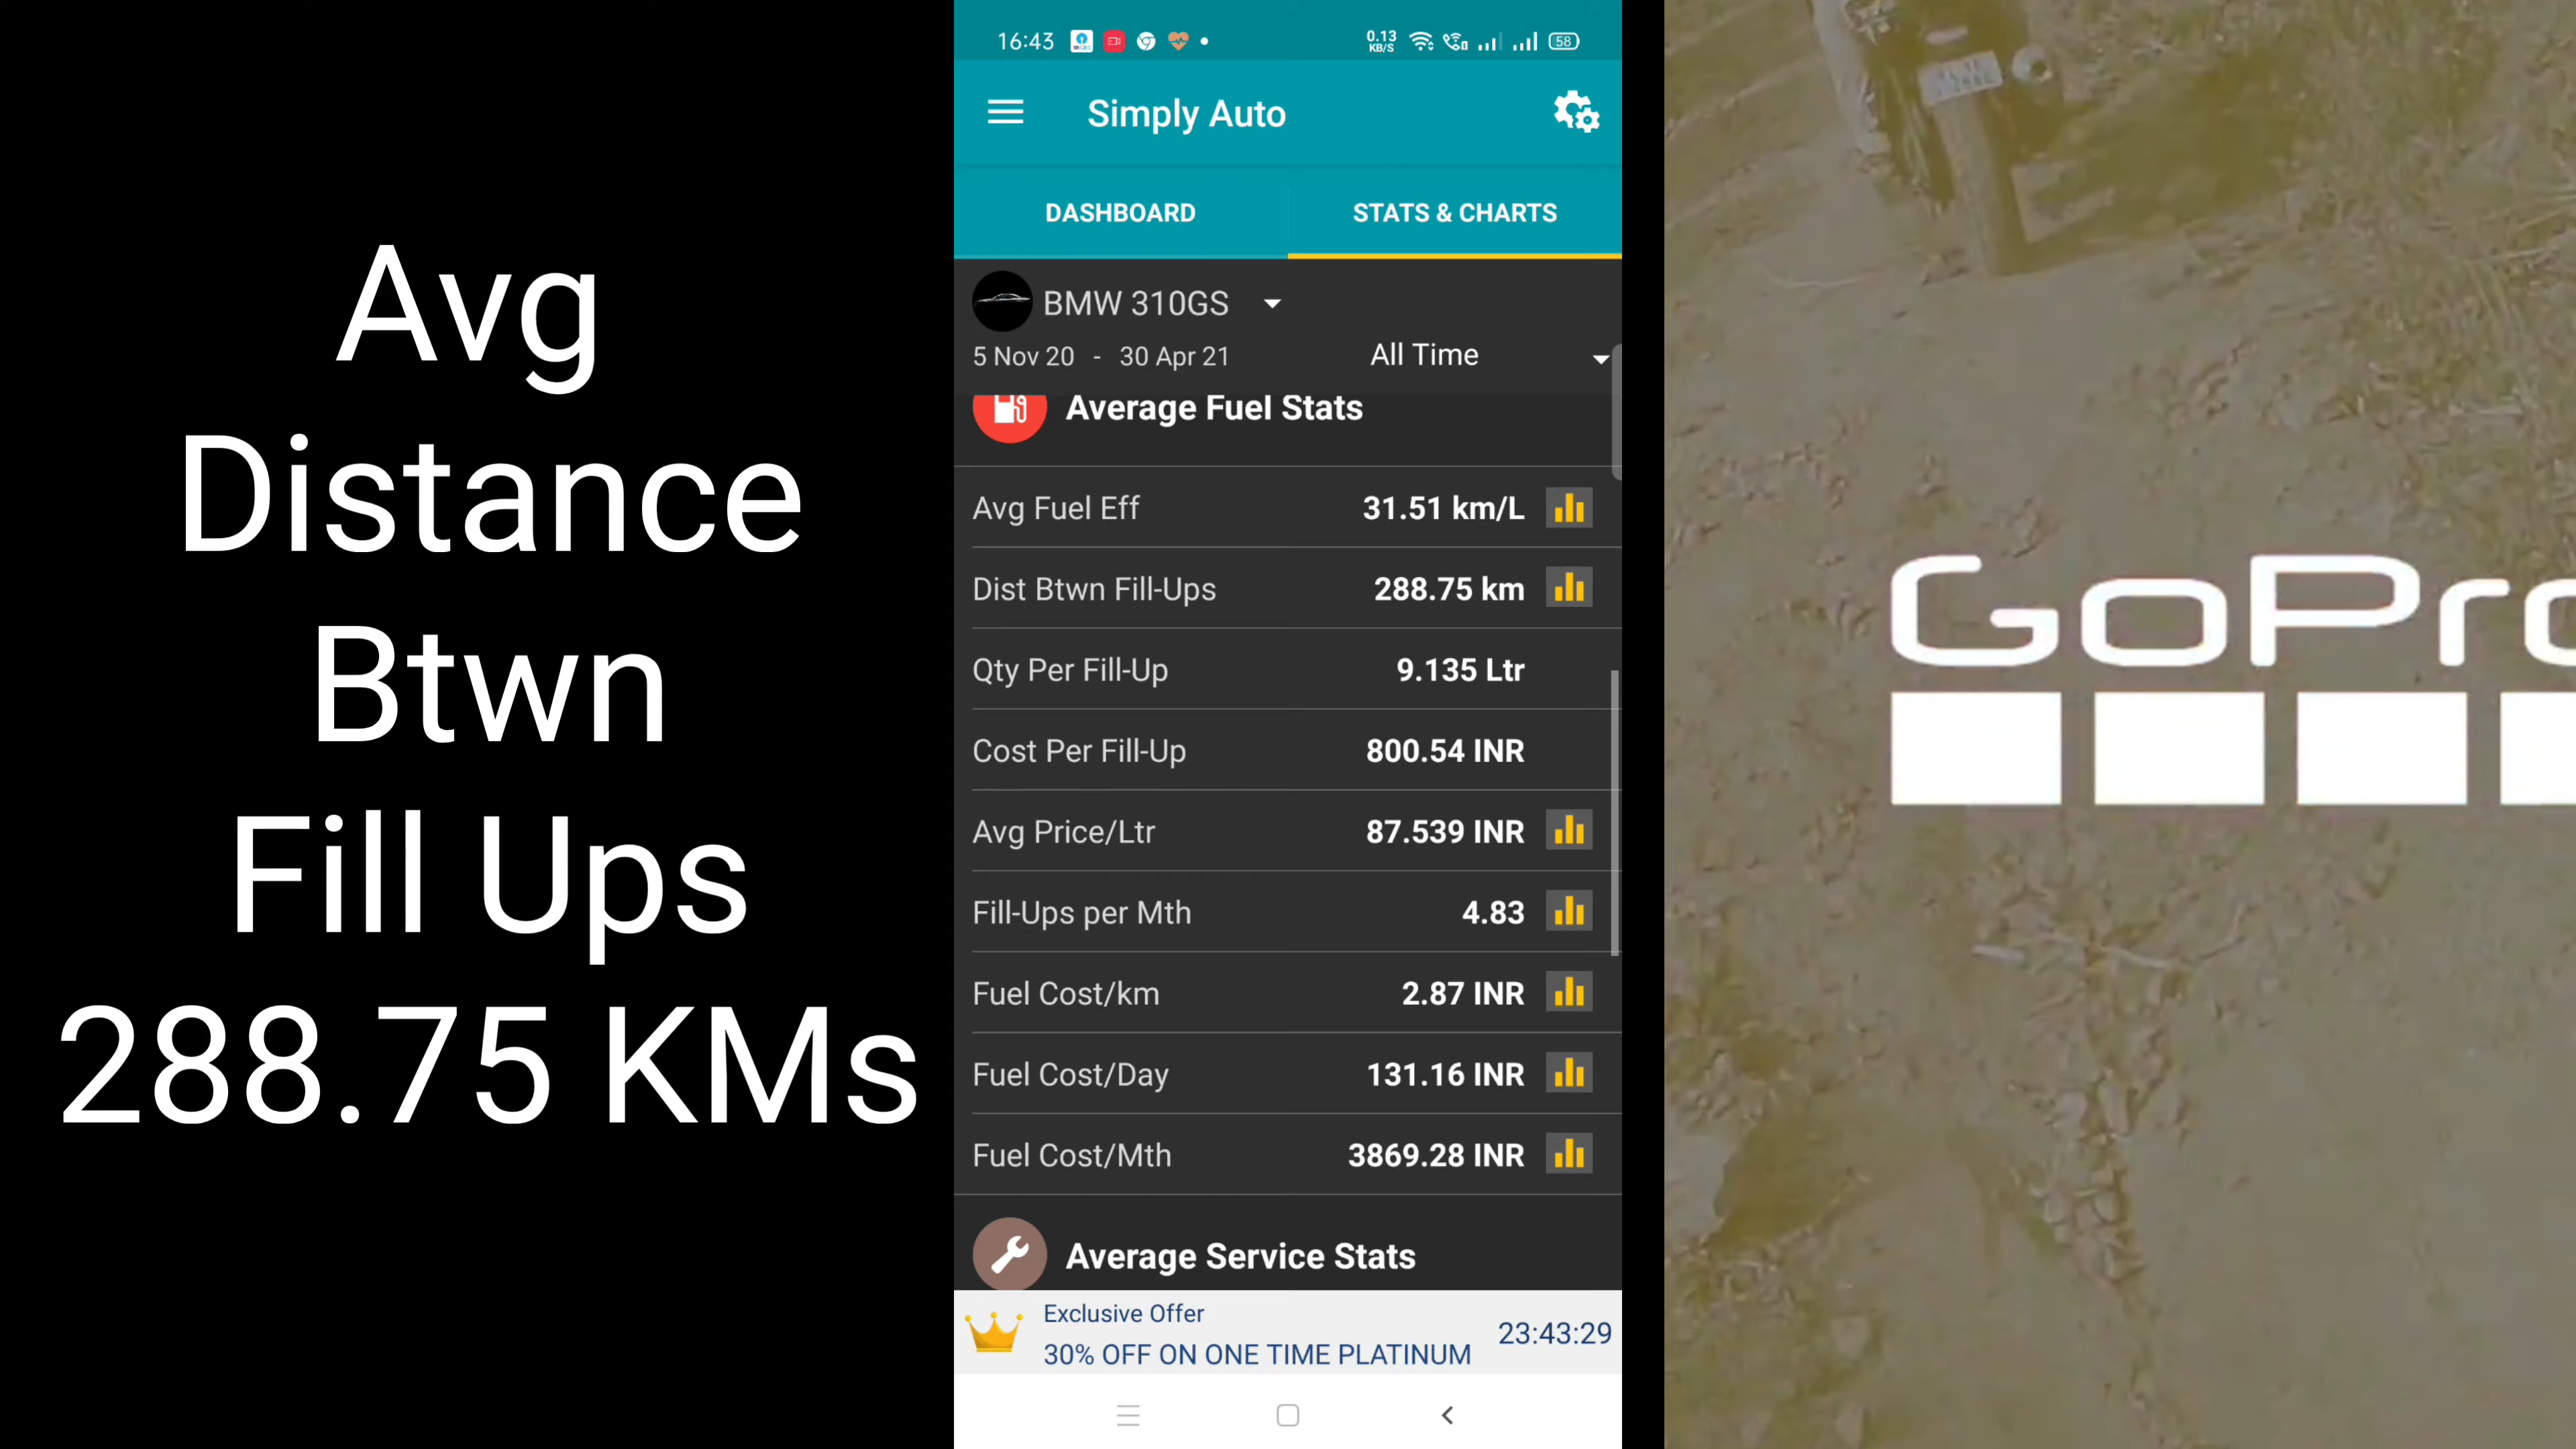 Avg
Distance
Btwn
Fill Ups
288.75 KMs
16:43
0.13
KB/S
58
Simply Auto
DASHBOARD
STATS & CHARTS
BMW 310GS
5 Nov 20 - 30 Apr 21
All Time
Average Fuel Stats
Avg Fuel Eff
31.51 km/L
Dist Btwn Fill-Ups
288.75 km
Qty Per Fill-Up
9.135 Ltr
Cost Per Fill-Up
800.54 INR
Avg Price/Ltr
87.539 INR
Fill-Ups per Mth
4.83
Fuel Cost/km
2.87 INR
Fuel Cost/Day
131.16 INR
Fuel Cost/Mth
3869.28 INR
Average Service Stats
Exclusive Offer
30% OFF ON ONE TIME PLATINUM
23:43:29
GoPro